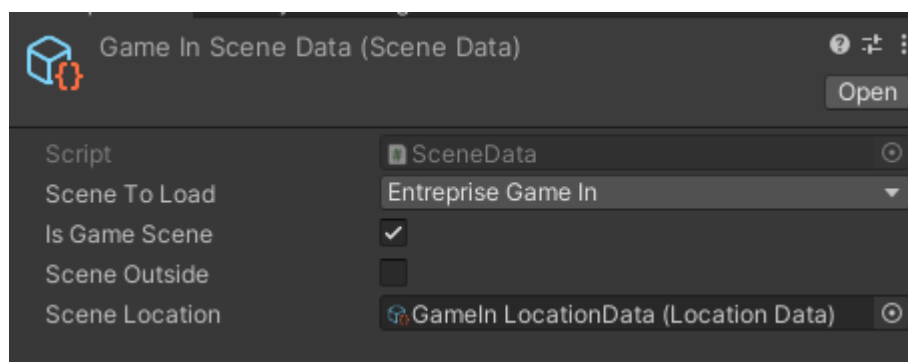 Game In Scene Data (Scene Data)
Open
Script SceneData
Scene To Load Entreprise Game In
Is Game Scene
Scene Outside
Scene Location GameIn LocationData (Location Data)